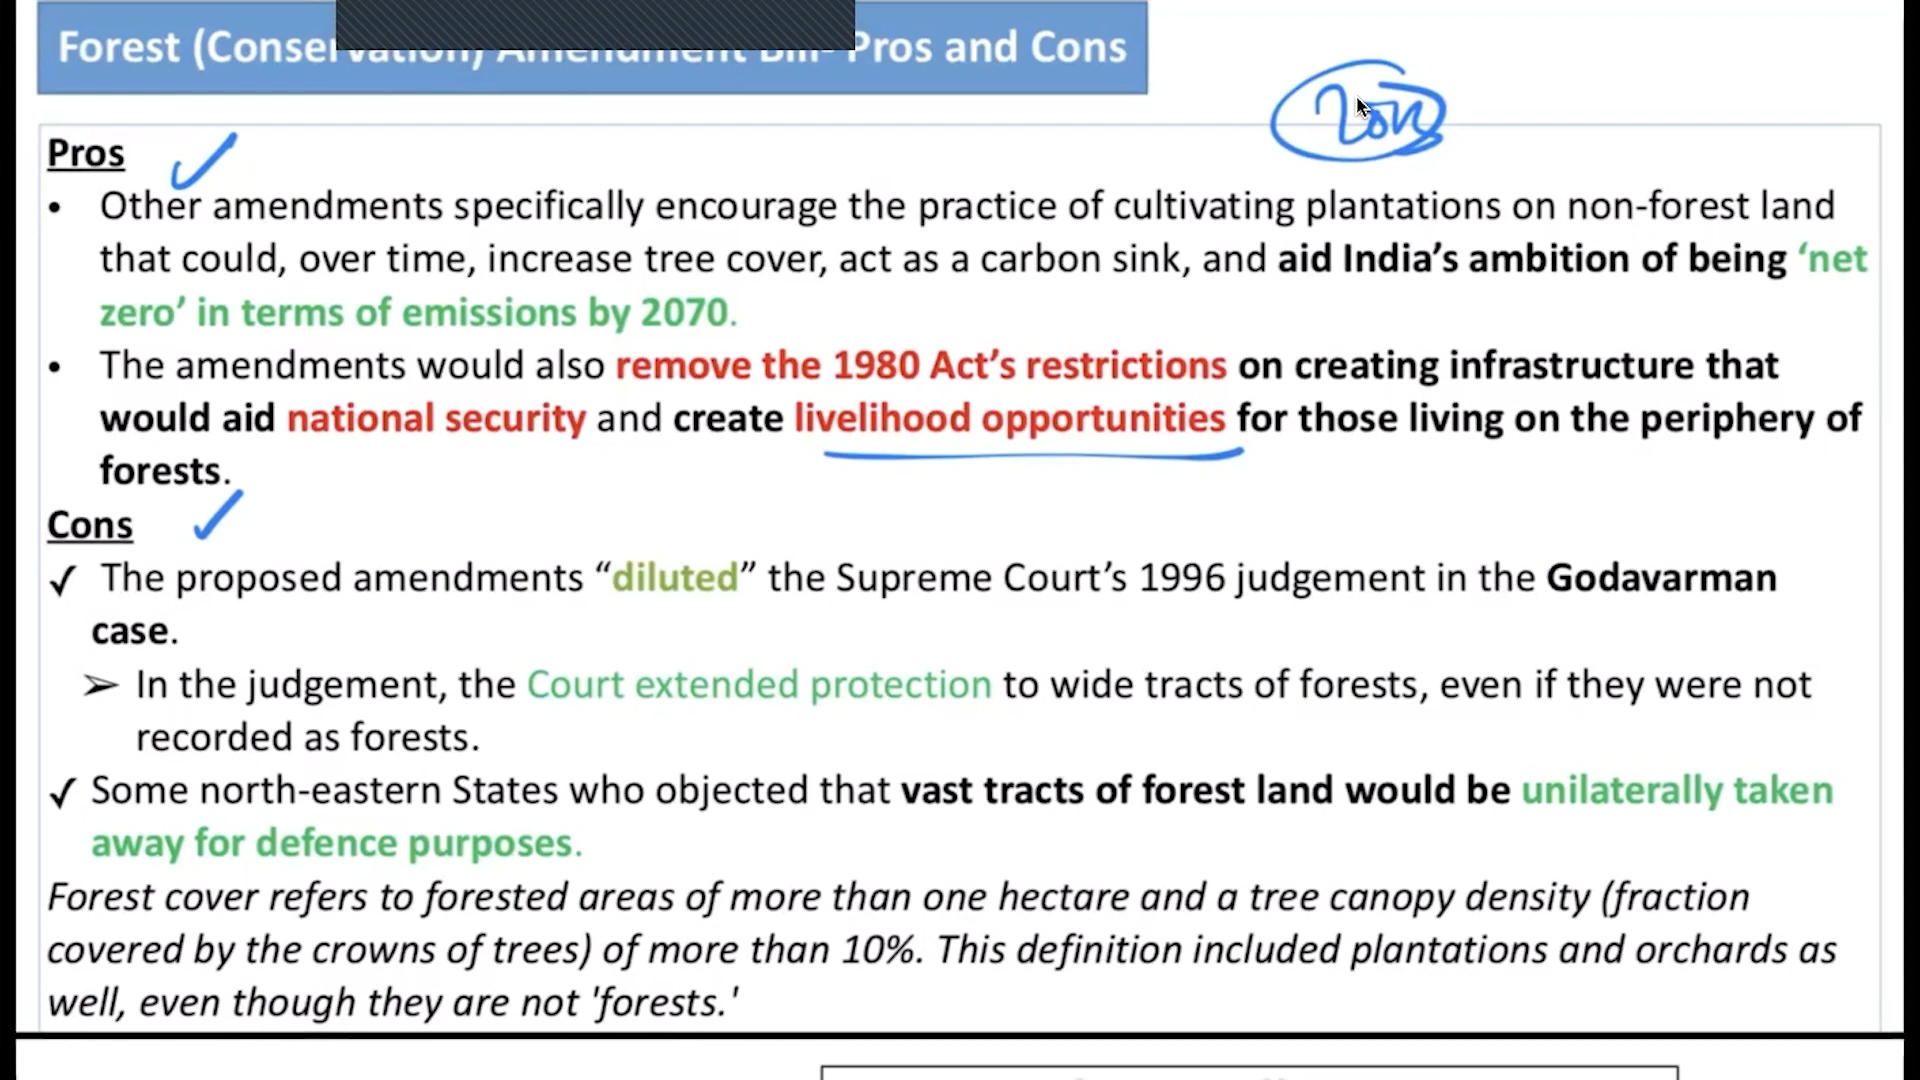 Forest (Conservation) Amendment Bill- Pros and Cons
Pros
• Other amendments specifically encourage the practice of cultivating plantations on non-forest land
that could, over time, increase tree cover, act as a carbon sink, and aid India’s ambition of being ‘net
zero’ in terms of emissions by 2070.
• The amendments would also remove the 1980 Act’s restrictions on creating infrastructure that
would aid national security and create livelihood opportunities for those living on the periphery of
forests.
Cons
✓ The proposed amendments “diluted” the Supreme Court’s 1996 judgement in the Godavarman
case.
➢ In the judgement, the Court extended protection to wide tracts of forests, even if they were not
recorded as forests.
✓ Some north-eastern States who objected that vast tracts of forest land would be unilaterally taken
away for defence purposes.
Forest cover refers to forested areas of more than one hectare and a tree canopy density (fraction
covered by the crowns of trees) of more than 10%. This definition included plantations and orchards as
well, even though they are not 'forests.'